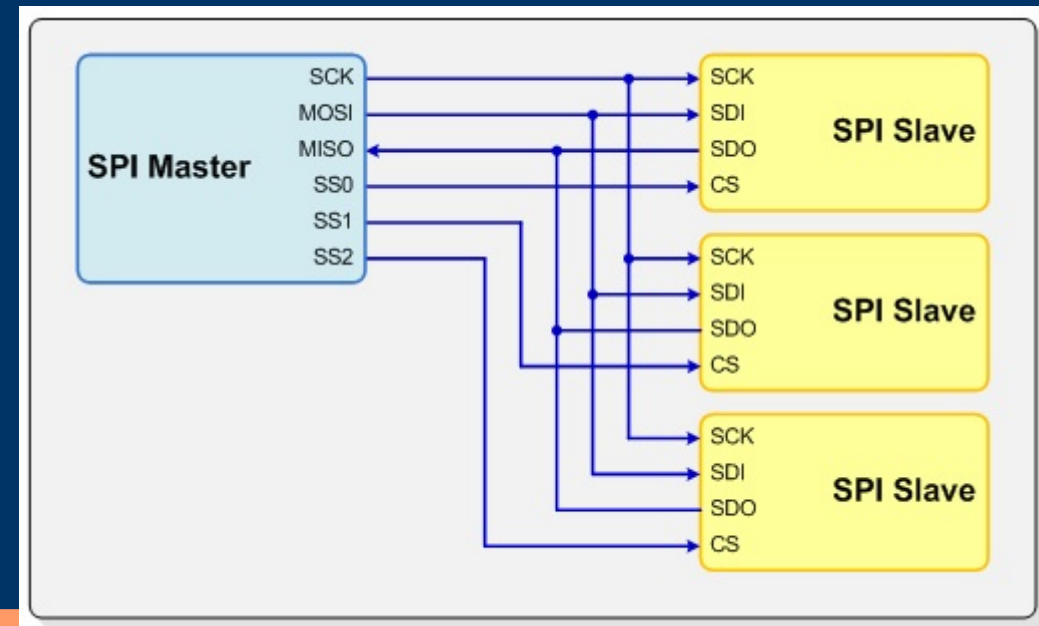 SPI Master
SCK
MOSI
MISO
SS0
SS1
SS2
SCK
SDI
SDO
CS
SPI Slave
SCK
SDI
SDO
CS
SPI Slave
SCK
SDI
SDO
CS
SPI Slave